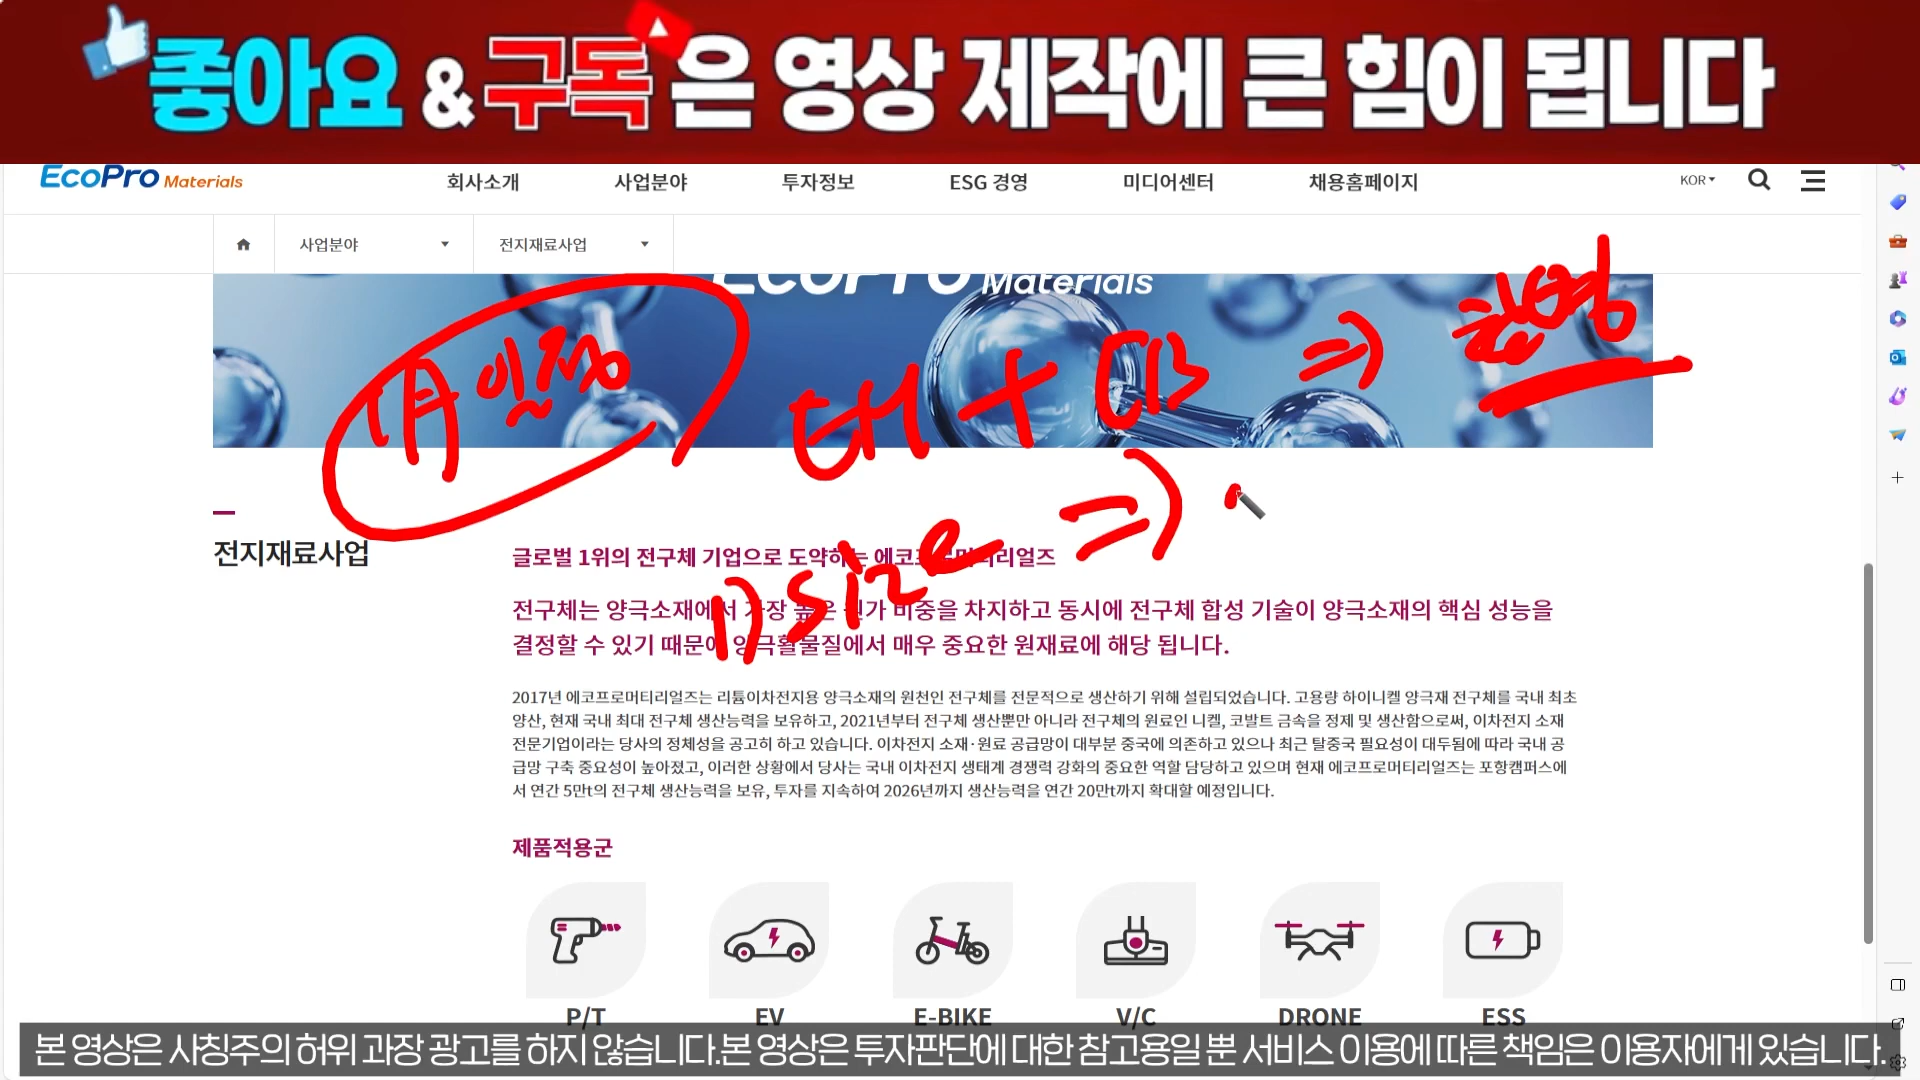 좋아요 & 구독 은 영상 제작에 큰 힘이 됩니다
EcoPro Materials
회사소개 사업분야 투자정보 ESG 경영 미디어센터 채용홈페이지 KOR
사업분야 전지재료사업
EcoPro Materials
대 + CB ⇒
1) size ⇒
전지재료사업
글로벌 1위의 전구체 기업으로 도약하는 에코프로머티리얼즈
전구체는 양극소재에서 가장 높은 원가 비중을 차지하고 동시에 전구체 합성 기술이 양극소재의 핵심 성능을
결정할 수 있기 때문에 양극활물질에서 매우 중요한 원재료에 해당 됩니다.
2017년 에코프로머티리얼즈는 리튬이차전지용 양극소재의 원천인 전구체를 전문적으로 생산하기 위해 설립되었습니다. 고용량 하이니켈 양극재 전구체를 국내 최초
양산, 현재 국내 최대 전구체 생산능력을 보유하고, 2021년부터 전구체 생산뿐만 아니라 전구체의 원료인 니켈, 코발트 금속을 정제 및 생산함으로써, 이차전지 소재
전문기업이라는 당사의 정체성을 공고히 하고 있습니다. 이차전지 소재·원료 공급망이 대부분 중국에 의존하고 있으나 최근 탈중국 필요성이 대두됨에 따라 국내 공
급망 구축 중요성이 높아졌고, 이러한 상황에서 당사는 국내 이차전지 생태계 경쟁력 강화의 중요한 역할 담당하고 있으며 현재 에코프로머티리얼즈는 포항캠퍼스에
서 연간 5만t의 전구체 생산능력을 보유, 투자를 지속하여 2026년까지 생산능력을 연간 20만t까지 확대할 예정입니다.
제품적용군
P/T EV E-BIKE V/C DRONE ESS
본 영상은 사칭주의 허위 과장 광고를 하지 않습니다.본 영상은 투자판단에 대한 참고용일 뿐 서비스 이용에 따른 책임은 이용자에게 있습니다.